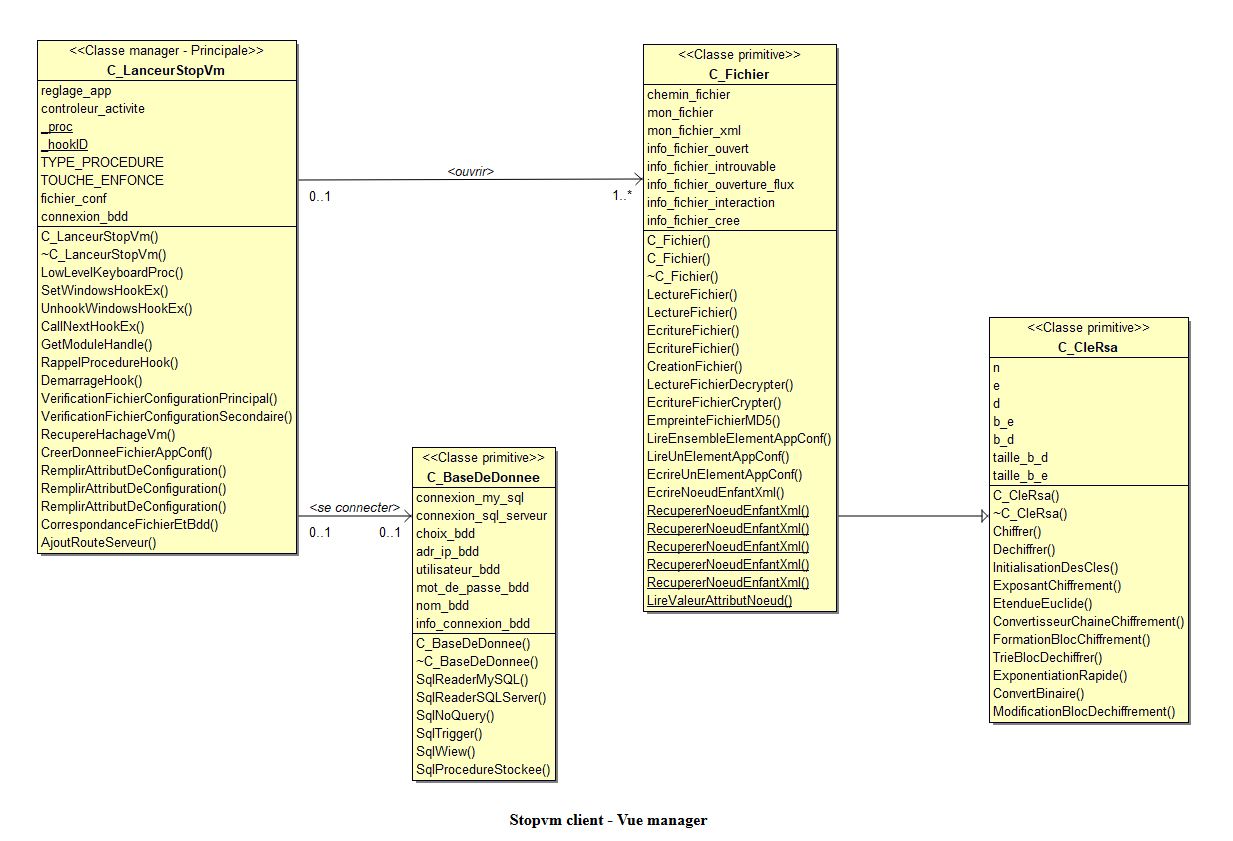 <<Classe manager - Principale>>
C_LanceurStopVm
reglage_app
controleur_activite
_proc
_hookID
TYPE_PROCEDURE
TOUCHE_ENFONCE
fichier_conf
connexion_bdd
C_LanceurStopVm()
~C_LanceurStopVm()
LowLevelKeyboardProc()
SetWindowsHookEx()
UnhookWindowsHookEx()
CallNextHookEx()
GetModuleHandle()
RappelProcedureHook()
DemarrageHook()
VerificationFichierConfigurationPrincipal()
VerificationFichierConfigurationSecondaire()
RecupereHachageVm()
CreerDonneeFichierAppConf()
RemplirAttributDeConfiguration()
RemplirAttributDeConfiguration()
RemplirAttributDeConfiguration()
CorrespondanceFichierEtBdd()
AjoutRouteServeur()
<ouvrir>
0..1
1..*
<se connecter>
0..1
0..1
<<Classe primitive>>
C_BaseDeDonnee
connexion_my_sql
connexion_sql_serveur
choix_bdd
adr_ip_bdd
utilisateur_bdd
mot_de_passe_bdd
nom_bdd
info_connexion_bdd
C_BaseDeDonnee()
~C_BaseDeDonnee()
SqlReaderMySQL()
SqlReaderSQLServer()
SqlNoQuery()
SqlTrigger()
SqlWiew()
SqlProcedureStockee()
<<Classe primitive>>
C_Fichier
chemin_fichier
mon_fichier
mon_fichier_xml
info_fichier_ouvert
info_fichier_introuvable
info_fichier_ouverture_flux
info_fichier_interaction
info_fichier_cree
C_Fichier()
C_Fichier()
~C_Fichier()
LectureFichier()
LectureFichier()
EcritureFichier()
EcritureFichier()
CreationFichier()
LectureFichierDecrypter()
EcritureFichierCrypter()
EmpreinteFichierMD5()
LireEnsembleElementAppConf()
LireUnElementAppConf()
EcrireUnElementAppConf()
EcrireNoeudEnfantXml()
RecupererNoeudEnfantXml()
RecupererNoeudEnfantXml()
RecupererNoeudEnfantXml()
RecupererNoeudEnfantXml()
RecupererNoeudEnfantXml()
LireValeurAttributNoeud()
<<Classe primitive>>
C_CleRsa
n
e
d
b_e
b_d
taille_b_d
taille_b_e
C_CleRsa()
~C_CleRsa()
Chiffrer()
Dechiffrer()
InitialisationDesCles()
ExposantChiffrement()
EtendueEuclide()
ConvertisseurChaineChiffrement()
FormationBlocChiffrement()
TrieBlocDechiffrer()
ExponentiationRapide()
ConvertBinaire()
ModificationBlocDechiffrement()
Stopvm client - Vue manager